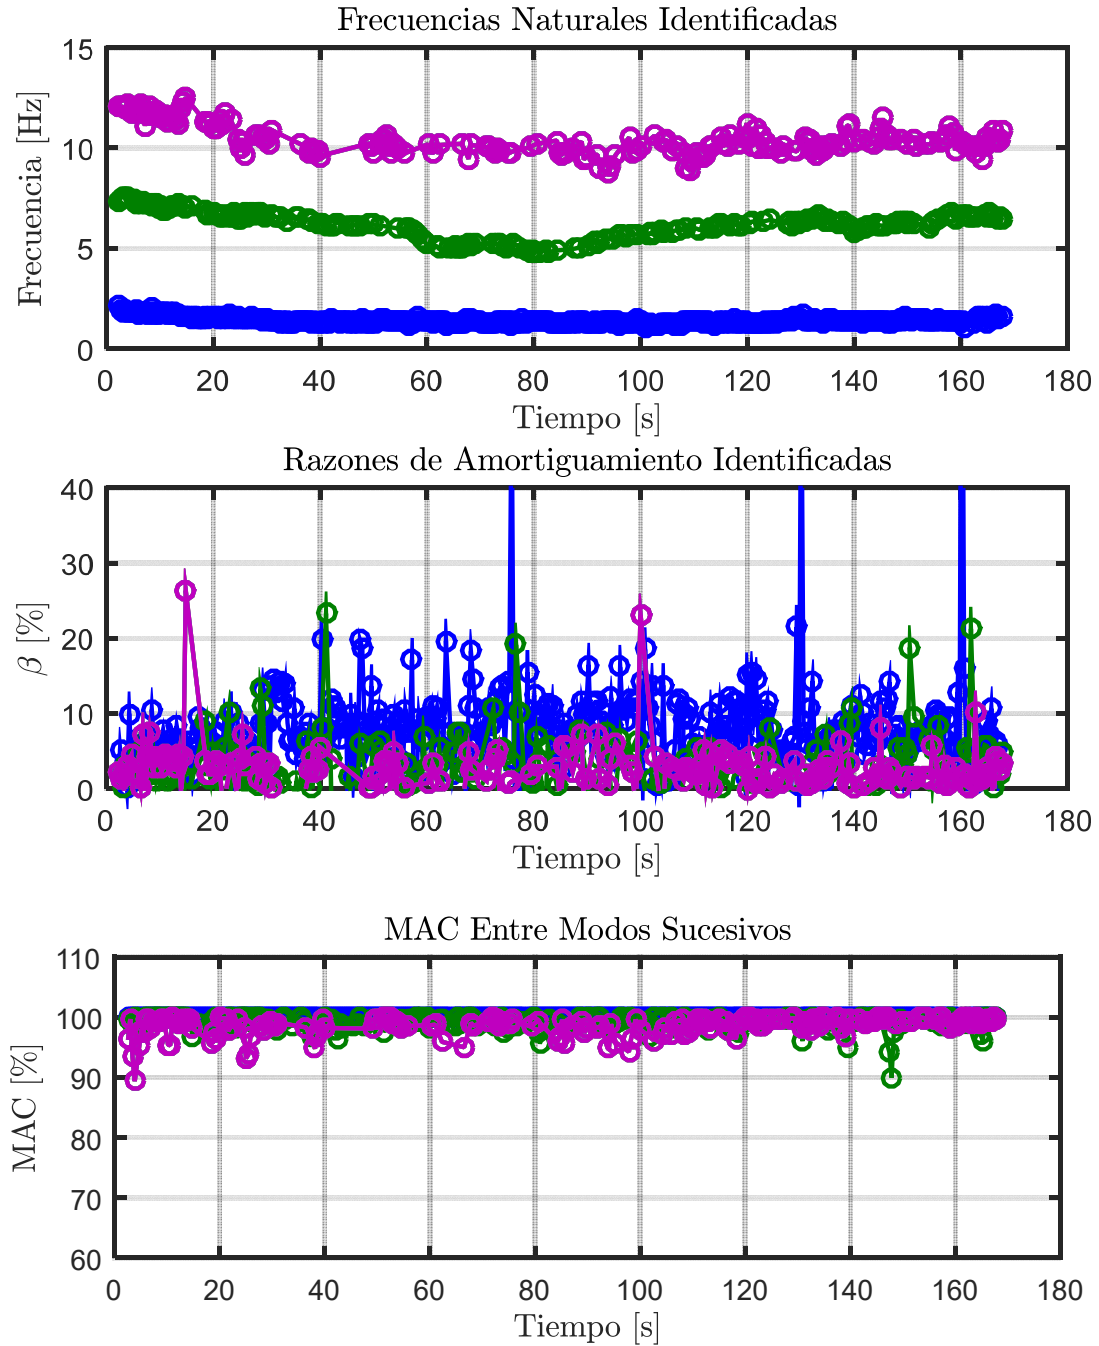 Frecuencias Naturales Identificadas
15
10
5
0
Frecuencia [Hz]
0 20 40 60 80 100 120 140 160 180
Tiempo [s]
Razones de Amortiguamiento Identificadas
40
30
20
10
0
β [%]
0 20 40 60 80 100 120 140 160 180
Tiempo [s]
MAC Entre Modos Sucesivos
110
100
90
80
70
60
MAC [%]
0 20 40 60 80 100 120 140 160 180
Tiempo [s]